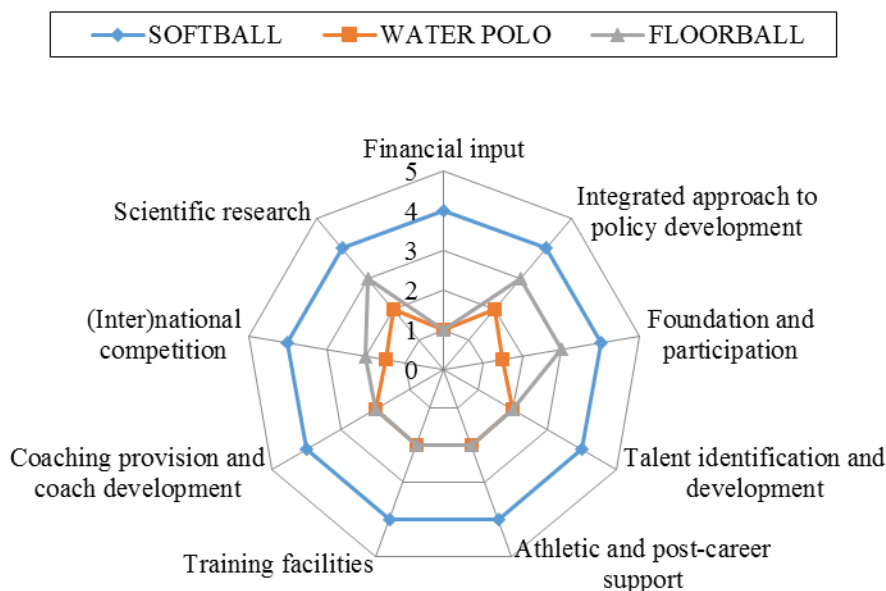 SOFTBALL WATER POLO FLOORBALL
Financial input
5
4
3
2
1
0
Integrated approach to
policy development
Foundation and
participation
Talent identification and
development
Athletic and post-career
support
Training facilities
Coaching provision and
coach development
(Inter)national
competition
Scientific research